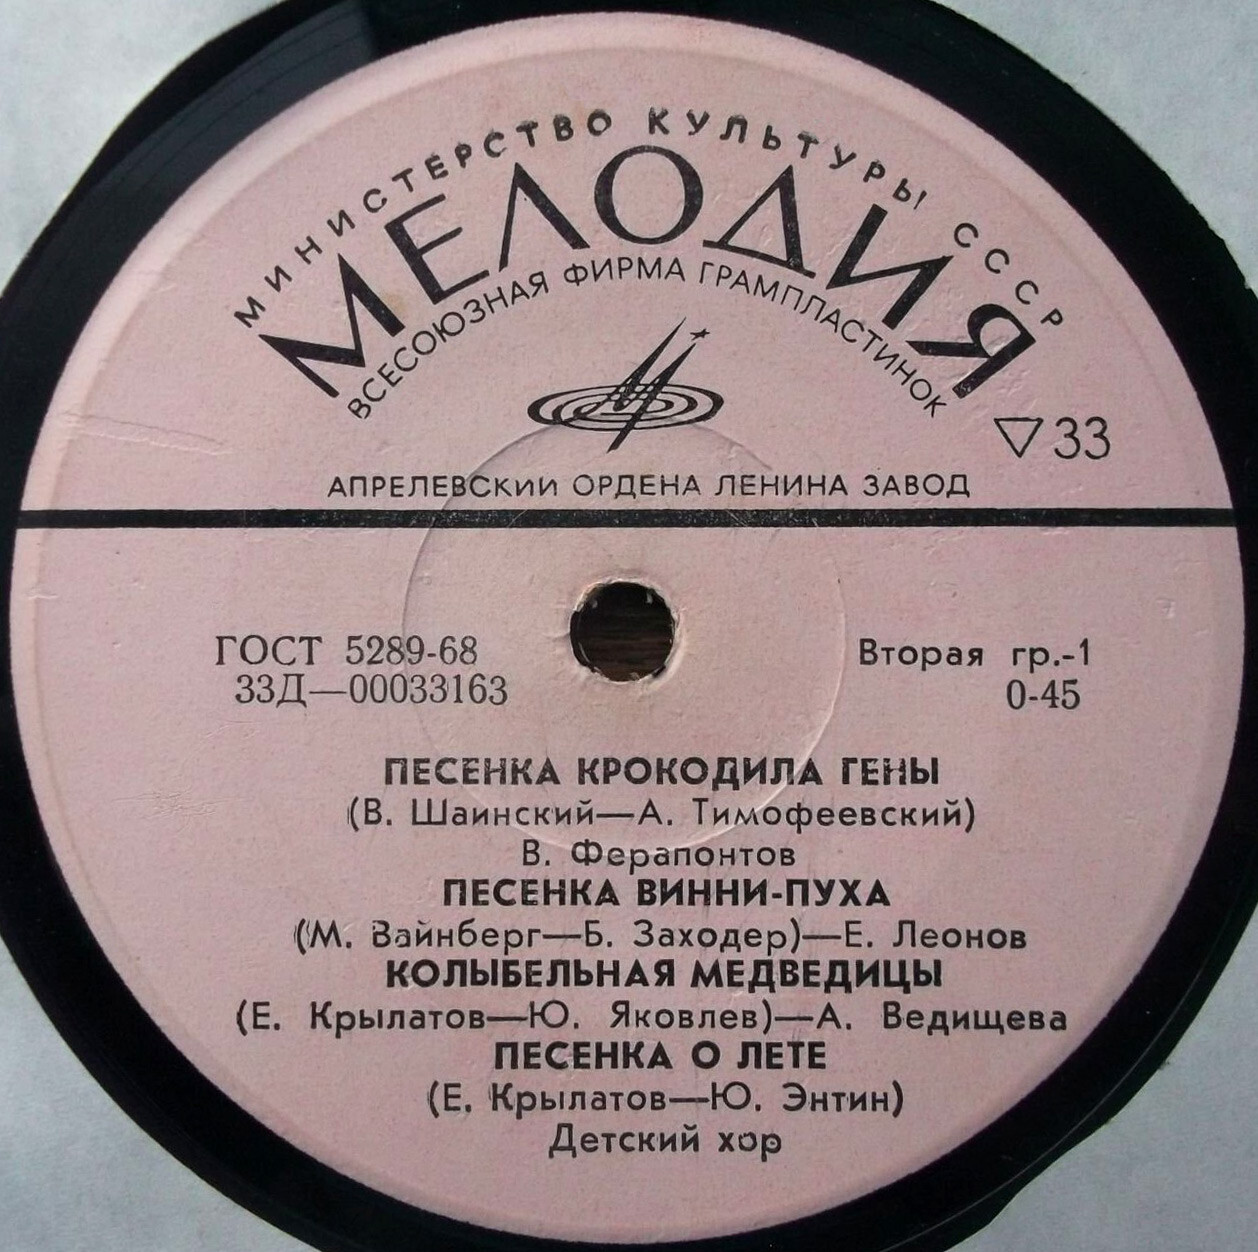 МИНИСТЕРСТВО КУЛЬТУРЫ СССР
МЕЛОДИЯ
ВСЕСОЮЗНАЯ ФИРМА ГРАМПЛАСТИНОК
33
АПРЕЛЕВСКИЙ ОРДЕНА ЛЕНИНА ЗАВОД
ГОСТ 5289-68
Вторая гр.-1
33Д—00033163
0-45
ПЕСЕНКА КРОКОДИЛА ГЕНЫ
(В. Шаинский—А. Тимофеевский)
В. Ферапонтов
ПЕСЕНКА ВИННИ-ПУХА
(М. Вайнберг—Б. Заходер)—Е. Леонов
КОЛЫБЕЛЬНАЯ МЕДВЕДИЦЫ
(Е. Крылатов—Ю. Яковлев)—А. Ведищева
ПЕСЕНКА О ЛЕТЕ
(Е. Крылатов—Ю. Энтин)
Детский хор